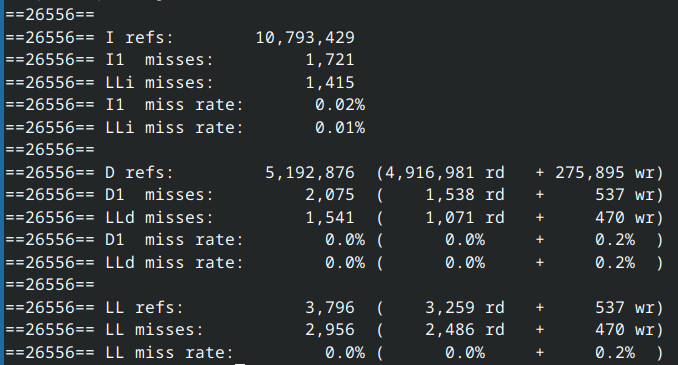 ==26556==
==26556== I refs:        10,793,429
==26556== I1  misses:         1,721
==26556== LLi misses:         1,415
==26556== I1  miss rate:       0.02%
==26556== LLi miss rate:       0.01%
==26556==
==26556== D refs:         5,192,876  (4,916,981 rd   + 275,895 wr)
==26556== D1  misses:         2,075  (    1,538 rd   +     537 wr)
==26556== LLd misses:         1,541  (    1,071 rd   +     470 wr)
==26556== D1  miss rate:        0.0% (      0.0%     +     0.2%  )
==26556== LLd miss rate:        0.0% (      0.0%     +     0.2%  )
==26556==
==26556== LL refs:            3,796  (    3,259 rd   +     537 wr)
==26556== LL misses:          2,956  (    2,486 rd   +     470 wr)
==26556== LL miss rate:         0.0% (      0.0%     +     0.2%  )